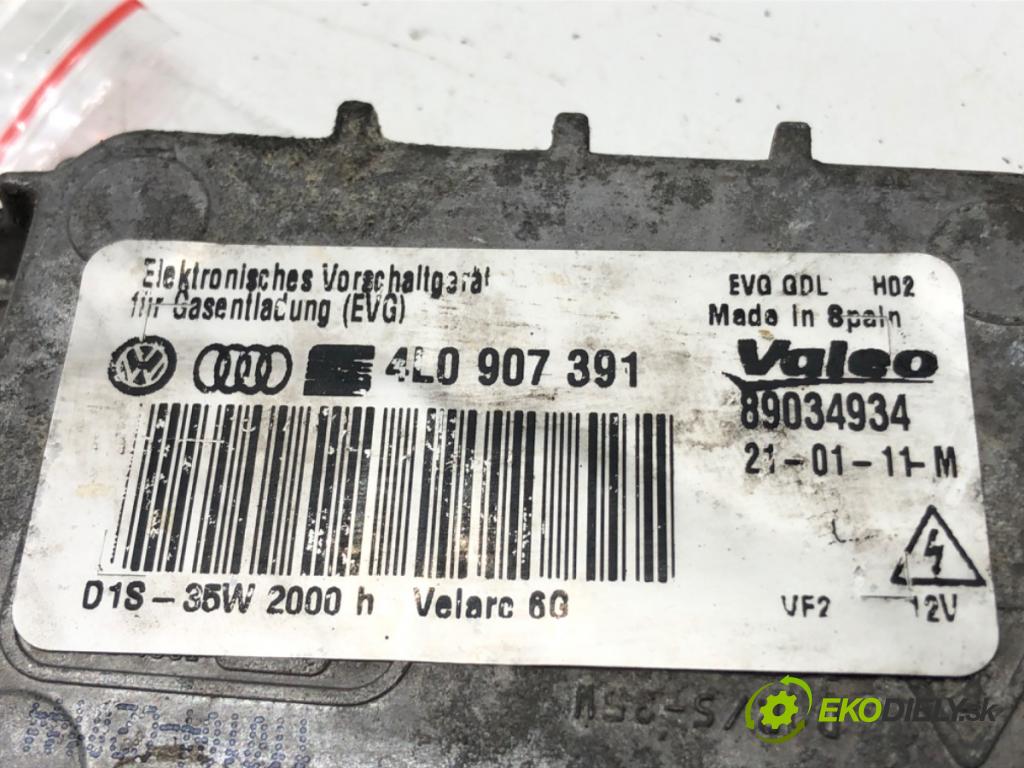 Elektronisches Vorschaltgerät
für Gasentladung (EVG)
EVG GDL H02
Made in Spain
4L0 907 391
Valeo
89034934
21-01-11-M
D1S - 35W 2000 h Velarc 6G
VF2 12V
EKODIELY.sk